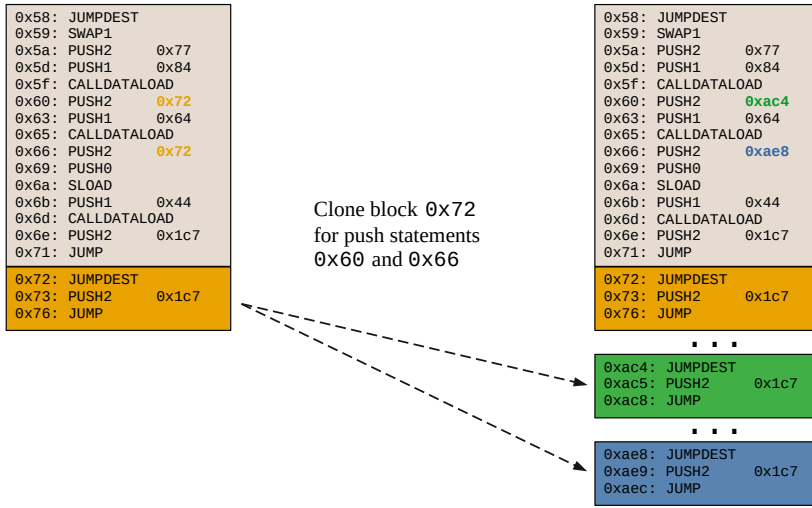 0x58: JUMPDEST
0x59: SWAP1
0x5a: PUSH2 0x77
0x5d: PUSH1 0x84
0x5f: CALLDATALOAD
0x60: PUSH2 0x72
0x63: PUSH1 0x64
0x65: CALLDATALOAD
0x66: PUSH2 0x72
0x69: PUSH0
0x6a: SLOAD
0x6b: PUSH1 0x44
0x6d: CALLDATALOAD
0x6e: PUSH2 0x1c7
0x71: JUMP
0x72: JUMPDEST
0x73: PUSH2 0x1c7
0x76: JUMP
Clone block 0x72
for push statements
0x60 and 0x66
0x58: JUMPDEST
0x59: SWAP1
0x5a: PUSH2 0x77
0x5d: PUSH1 0x84
0x5f: CALLDATALOAD
0x60: PUSH2 0xac4
0x63: PUSH1 0x64
0x65: CALLDATALOAD
0x66: PUSH2 0xae8
0x69: PUSH0
0x6a: SLOAD
0x6b: PUSH1 0x44
0x6d: CALLDATALOAD
0x6e: PUSH2 0x1c7
0x71: JUMP
0x72: JUMPDEST
0x73: PUSH2 0x1c7
0x76: JUMP
...
0xac4: JUMPDEST
0xac5: PUSH2 0x1c7
0xac8: JUMP
...
0xae8: JUMPDEST
0xae9: PUSH2 0x1c7
0xaec: JUMP